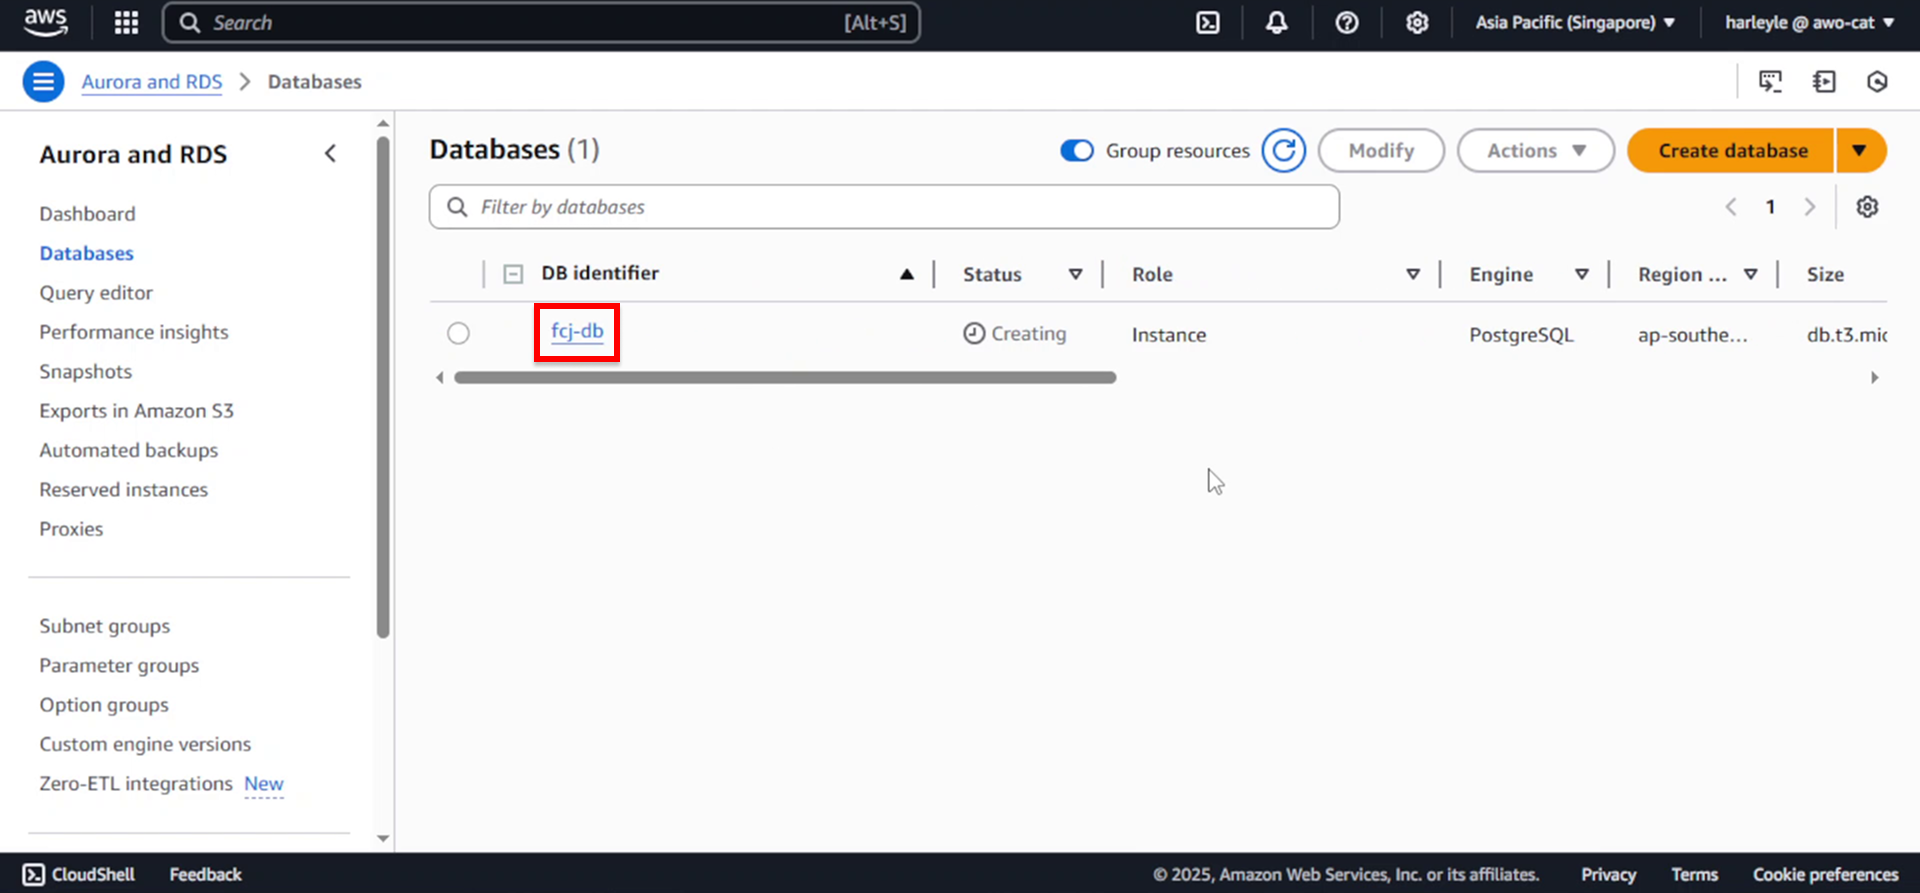 aws Search [Alt+S] Asia Pacific (Singapore) harleyle @ awo-cat
Aurora and RDS > Databases
Aurora and RDS
Dashboard
Databases
Query editor
Performance insights
Snapshots
Exports in Amazon S3
Automated backups
Reserved instances
Proxies
Subnet groups
Parameter groups
Option groups
Custom engine versions
Zero-ETL integrations New
Databases (1) Group resources Modify Actions Create database
Filter by databases 1
DB identifier Status Role Engine Region ... Size
fcj-db Creating Instance PostgreSQL ap-southe... db.t3.mic
CloudShell Feedback © 2025, Amazon Web Services, Inc. or its affiliates. Privacy Terms Cookie preferences